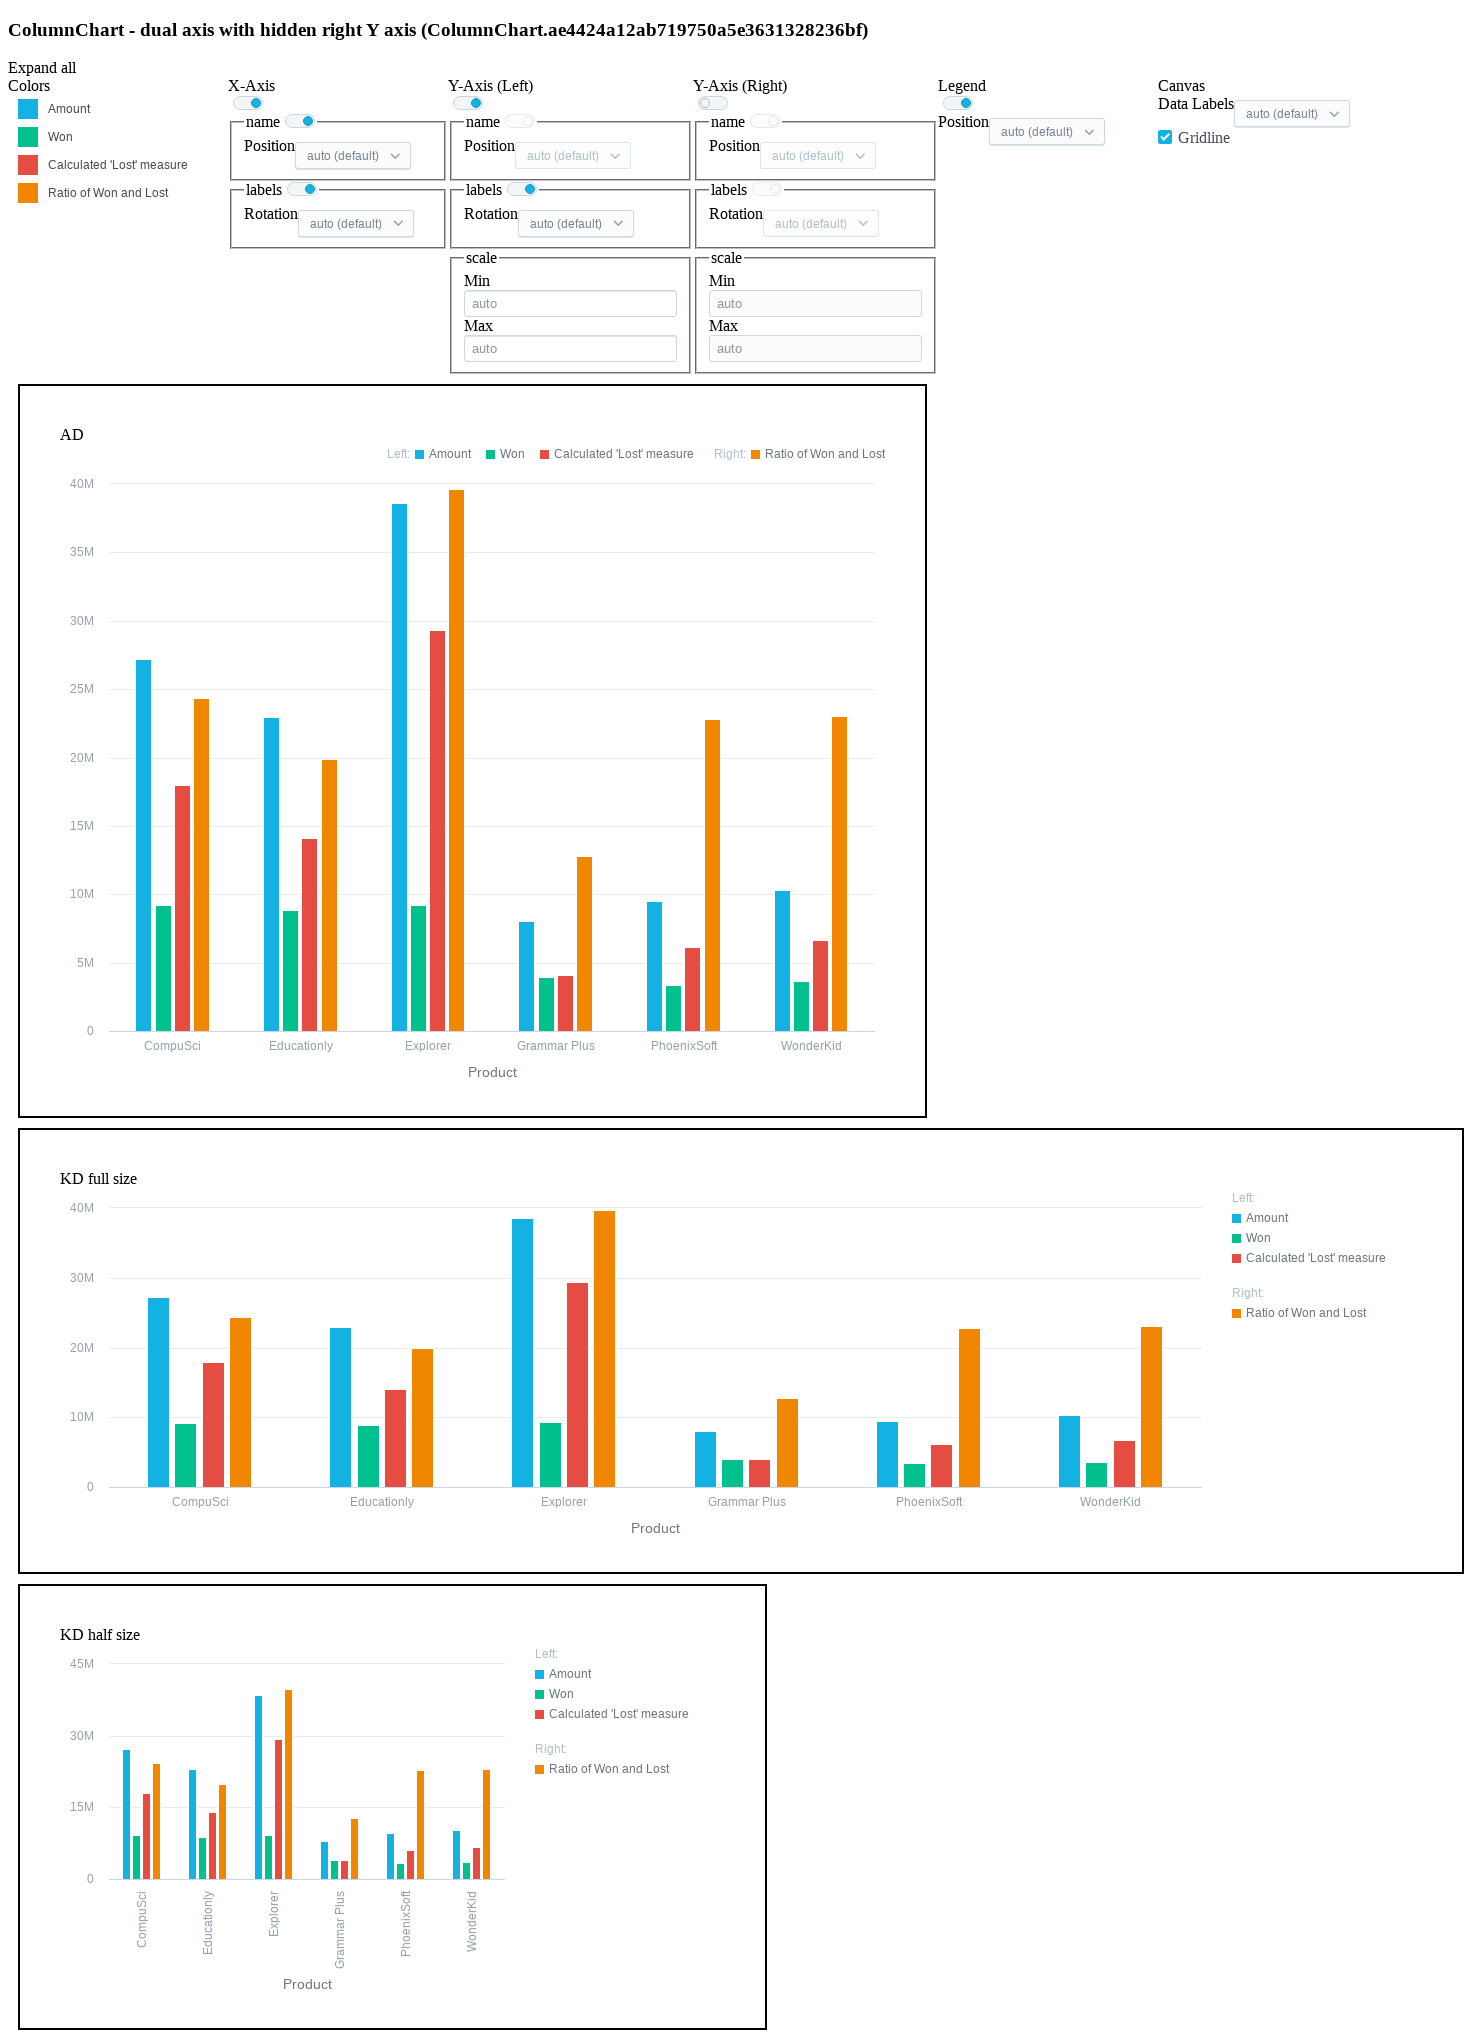 ColumnChart - dual axis with hidden right Y axis (ColumnChart.ae4424a12ab719750a5e3631328236bf)
Expand all
Colors
Amount
Won
Calculated 'Lost' measure
Ratio of Won and Lost
X-Axis
name
Position auto (default)
labels
Rotation auto (default)
Y-Axis (Left)
name
Position auto (default)
labels
Rotation auto (default)
scale
Min
auto
Max
auto
Y-Axis (Right)
name
Position auto (default)
labels
Rotation auto (default)
scale
Min
auto
Max
auto
Legend
Position auto (default)
Canvas
Data Labels auto (default)
Gridline
AD
Left: Amount Won Calculated 'Lost' measure Right: Ratio of Won and Lost
40M
35M
30M
25M
20M
15M
10M
5M
0
CompuSci Educationly Explorer Grammar Plus PhoenixSoft WonderKid
Product
KD full size
40M
30M
20M
10M
0
CompuSci Educationly Explorer Grammar Plus PhoenixSoft WonderKid
Product
Left:
Amount
Won
Calculated 'Lost' measure
Right:
Ratio of Won and Lost
KD half size
45M
30M
15M
0
CompuSci
Educationly
Explorer
Grammar Plus
PhoenixSoft
WonderKid
Product
Left:
Amount
Won
Calculated 'Lost' measure
Right:
Ratio of Won and Lost